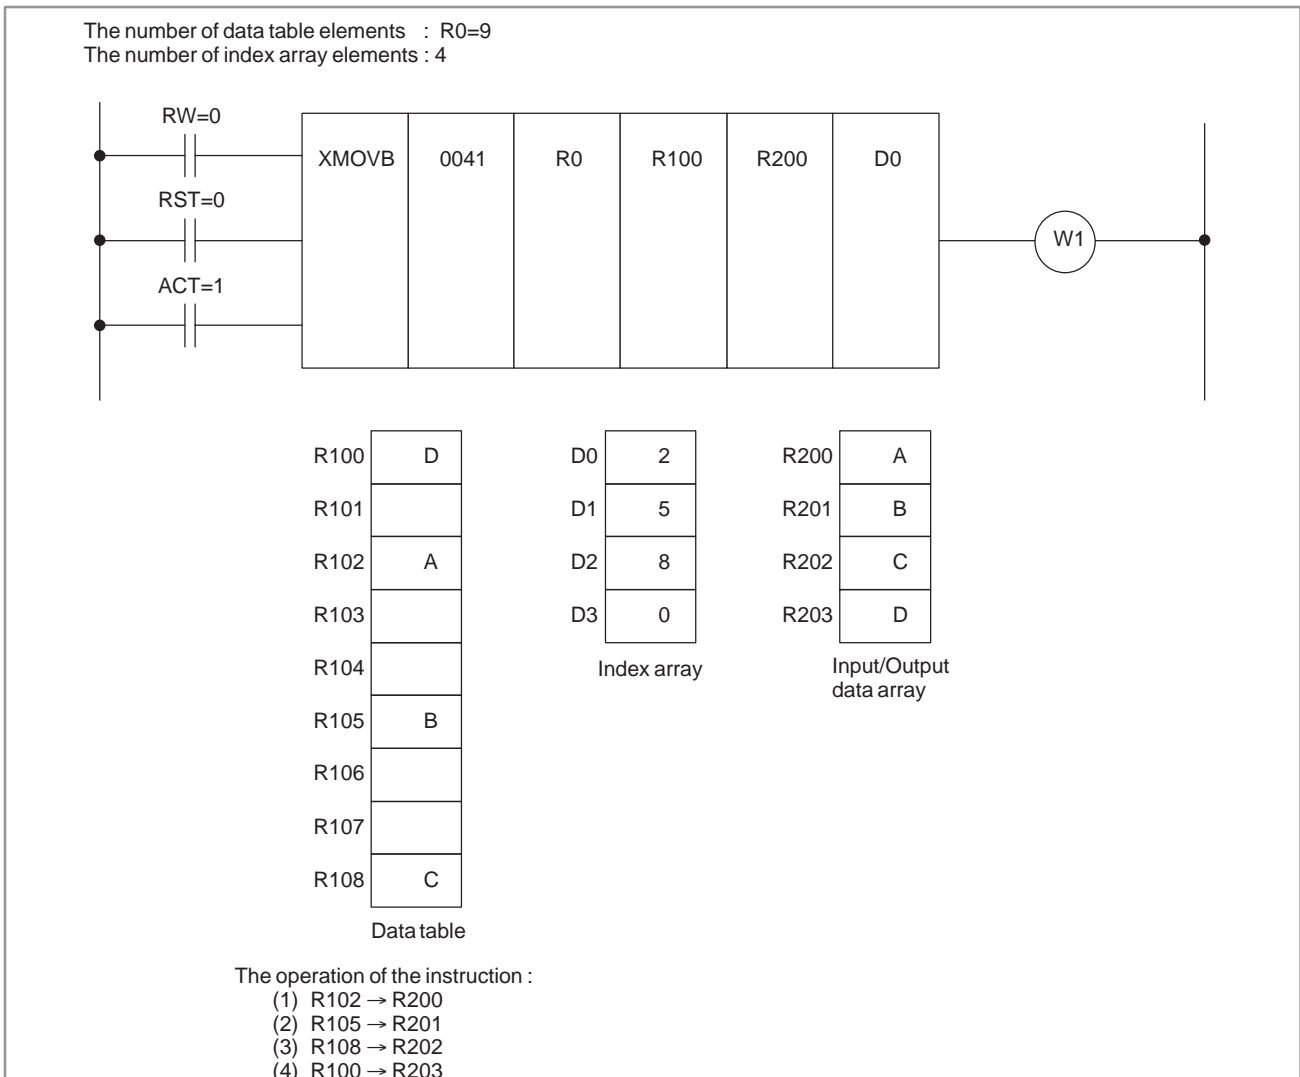 The number of data table elements : R0=9
The number of index array elements : 4
RW=0
RST=0
ACT=1
XMOVB 0041 R0 R100 R200 D0
W1
R100 D
R101
R102 A
R103
R104
R105 B
R106
R107
R108 C
Data table
D0 2
D1 5
D2 8
D3 0
Index array
R200 A
R201 B
R202 C
R203 D
Input/Output
data array
The operation of the instruction :
(1) R102 → R200
(2) R105 → R201
(3) R108 → R202
(4) R100 → R203